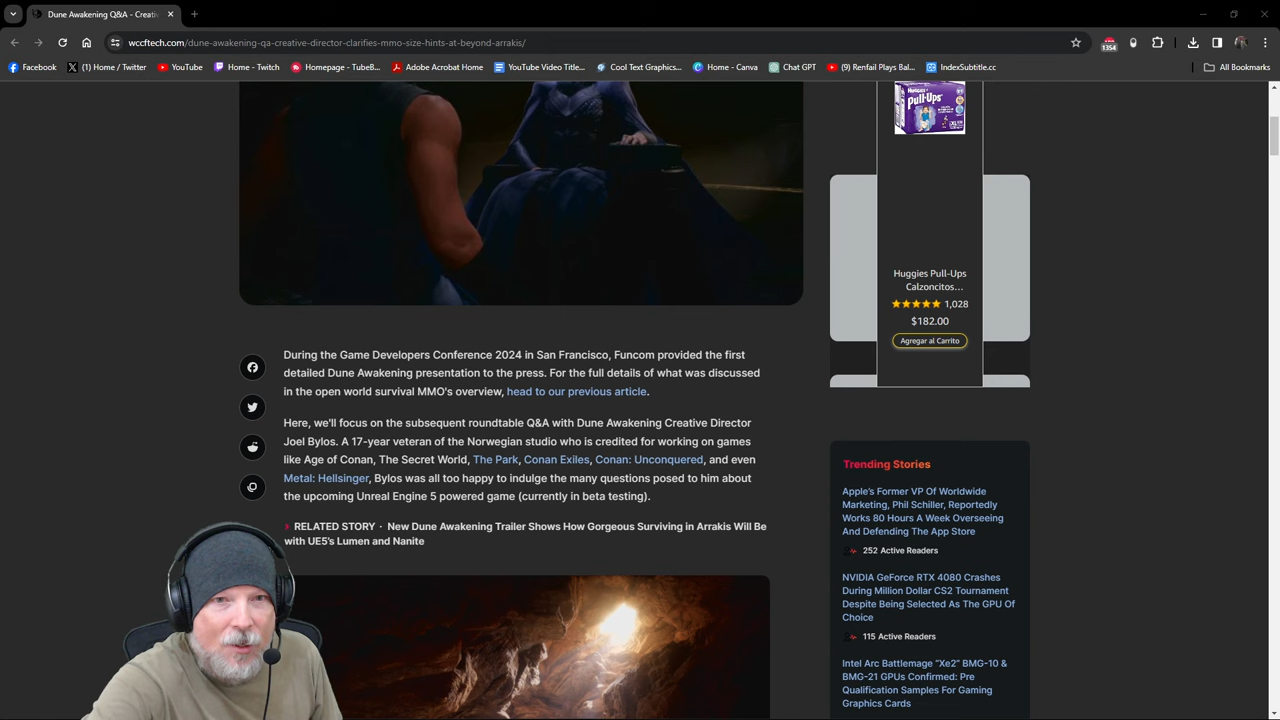 Dune Awakening Q&A - Creativ
wccftech.com/dune-awakening-qa-creative-director-clarifies-mmo-size-hints-at-beyond-arrakis/
1354
Facebook
(1) Home / Twitter
YouTube
Home - Twitch
Homepage - TubeB...
Adobe Acrobat Home
YouTube Video Title...
Cool Text Graphics...
Home - Canva
Chat GPT
(9) Renfail Plays Bal...
IndexSubtitle.cc
All Bookmarks
HUGGIES
Pull-Ups
Huggies Pull-Ups
Calzoncitos...
1,028
$182.00
Agregar al Carrito
During the Game Developers Conference 2024 in San Francisco, Funcom provided the first
detailed Dune Awakening presentation to the press. For the full details of what was discussed
in the open world survival MMO's overview, head to our previous article.
Here, we'll focus on the subsequent roundtable Q&A with Dune Awakening Creative Director
Joel Bylos. A 17-year veteran of the Norwegian studio who is credited for working on games
like Age of Conan, The Secret World, The Park, Conan Exiles, Conan: Unconquered, and even
Metal: Hellsinger, Bylos was all too happy to indulge the many questions posed to him about
the upcoming Unreal Engine 5 powered game (currently in beta testing).
RELATED STORY · New Dune Awakening Trailer Shows How Gorgeous Surviving in Arrakis Will Be
with UE5's Lumen and Nanite
Trending Stories
Apple's Former VP Of Worldwide
Marketing, Phil Schiller, Reportedly
Works 80 Hours A Week Overseeing
And Defending The App Store
252 Active Readers
NVIDIA GeForce RTX 4080 Crashes
During Million Dollar CS2 Tournament
Despite Being Selected As The GPU Of
Choice
115 Active Readers
Intel Arc Battlemage "Xe2" BMG-10 &
BMG-21 GPUs Confirmed: Pre
Qualification Samples For Gaming
Graphics Cards